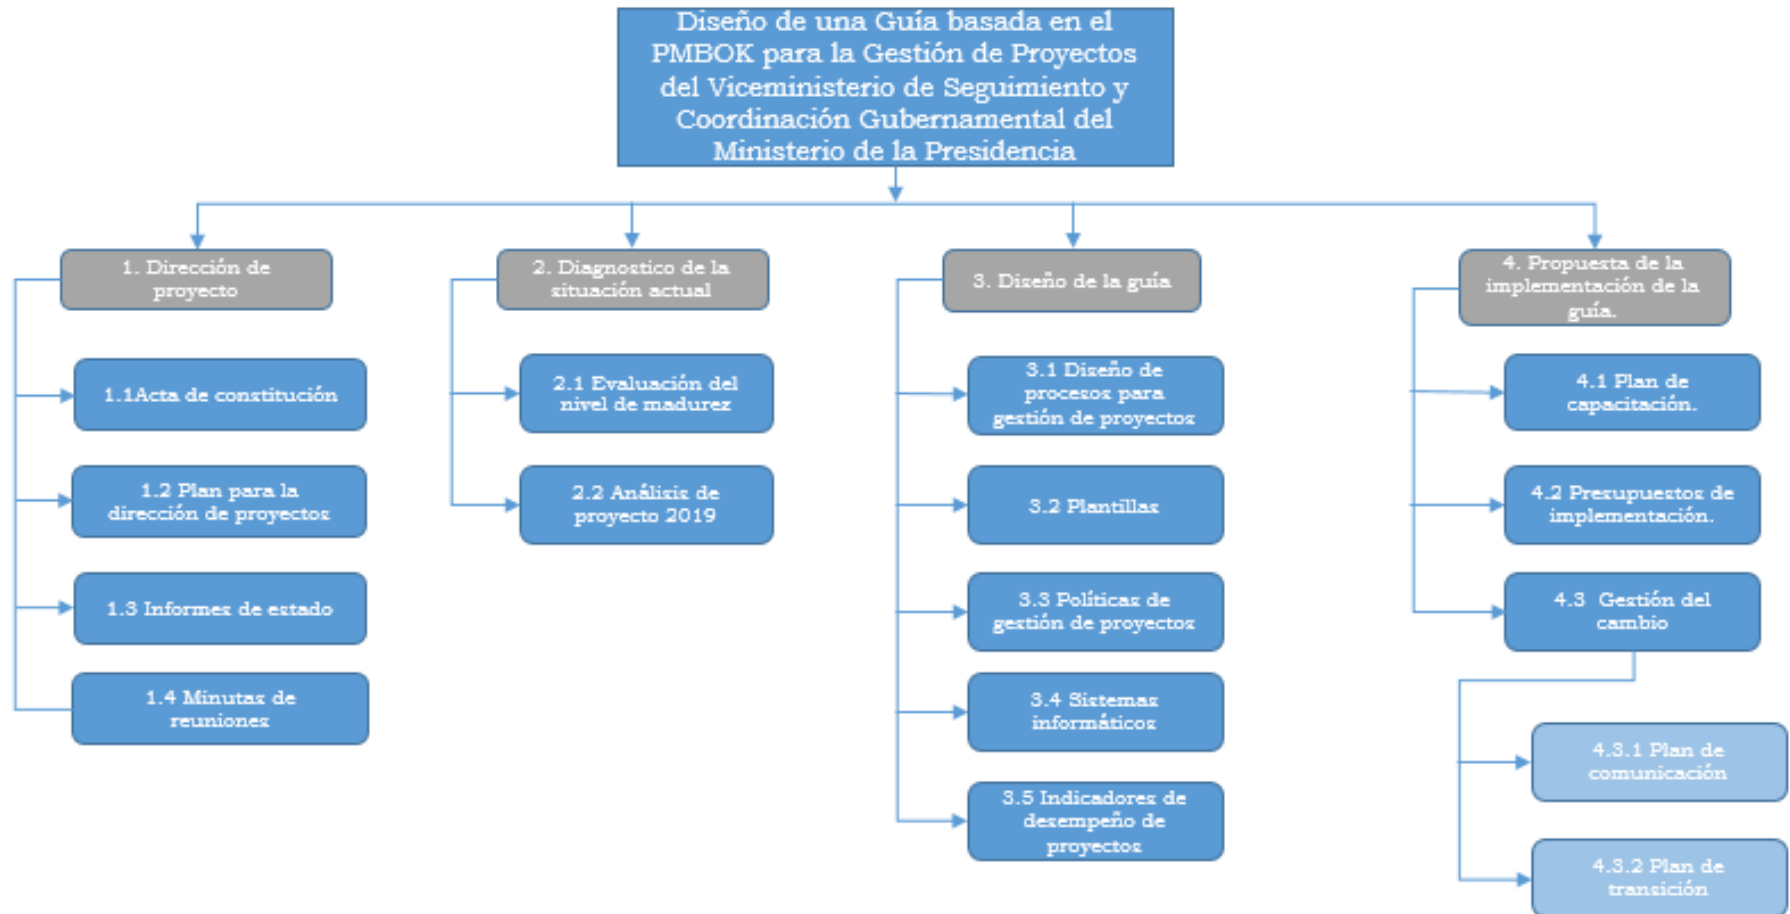 Diseño de una Guía basada en el
PMBOK para la Gestión de Proyectos
del Viceministerio de Seguimiento y
Coordinación Gubernamental del
Ministerio de la Presidencia
1. Dirección de
proyecto
1.1Acta de constitución
1.2 Plan para la
dirección de proyectos
1.3 Informes de estado
1.4 Minutas de
reuniones
2. Diagnostico de la
situación actual
2.1 Evaluación del
nivel de madurez
2.2 Análisis de
proyecto 2019
3. Diseño de la guía
3.1 Diseño de
procesos para
gestión de proyectos
3.2 Plantillas
3.3 Políticas de
gestión de proyectos
3.4 Sistemas
informáticos
3.5 Indicadores de
desempeño de
proyectos
4. Propuesta de la
implementación de la
guía.
4.1 Plan de
capacitación.
4.2 Presupuestos de
implementación.
4.3 Gestión del
cambio
4.3.1 Plan de
comunicación
4.3.2 Plan de
transición